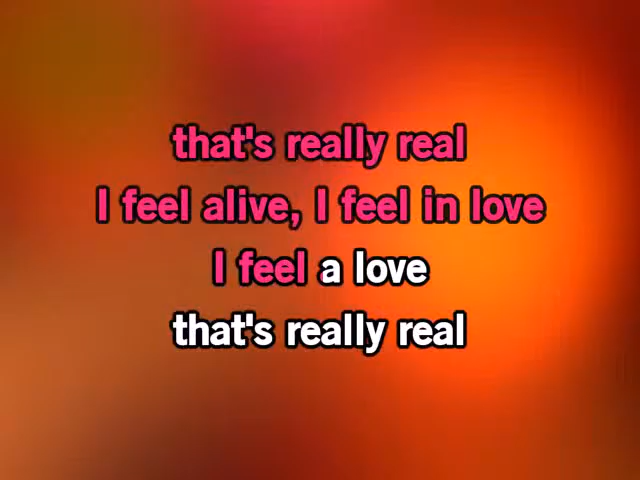 that's really real
I feel alive, I feel in love
I feel a love
that's really real